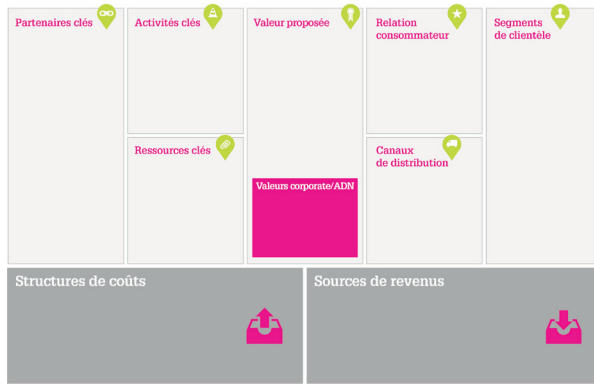 Partenaires clés
Activités clés
Valeur proposée
Relation
consommateur
Segments
de clientèle
Ressources clés
Canaux
de distribution
Valeurs corporate/ADN
Structures de coûts
Sources de revenus